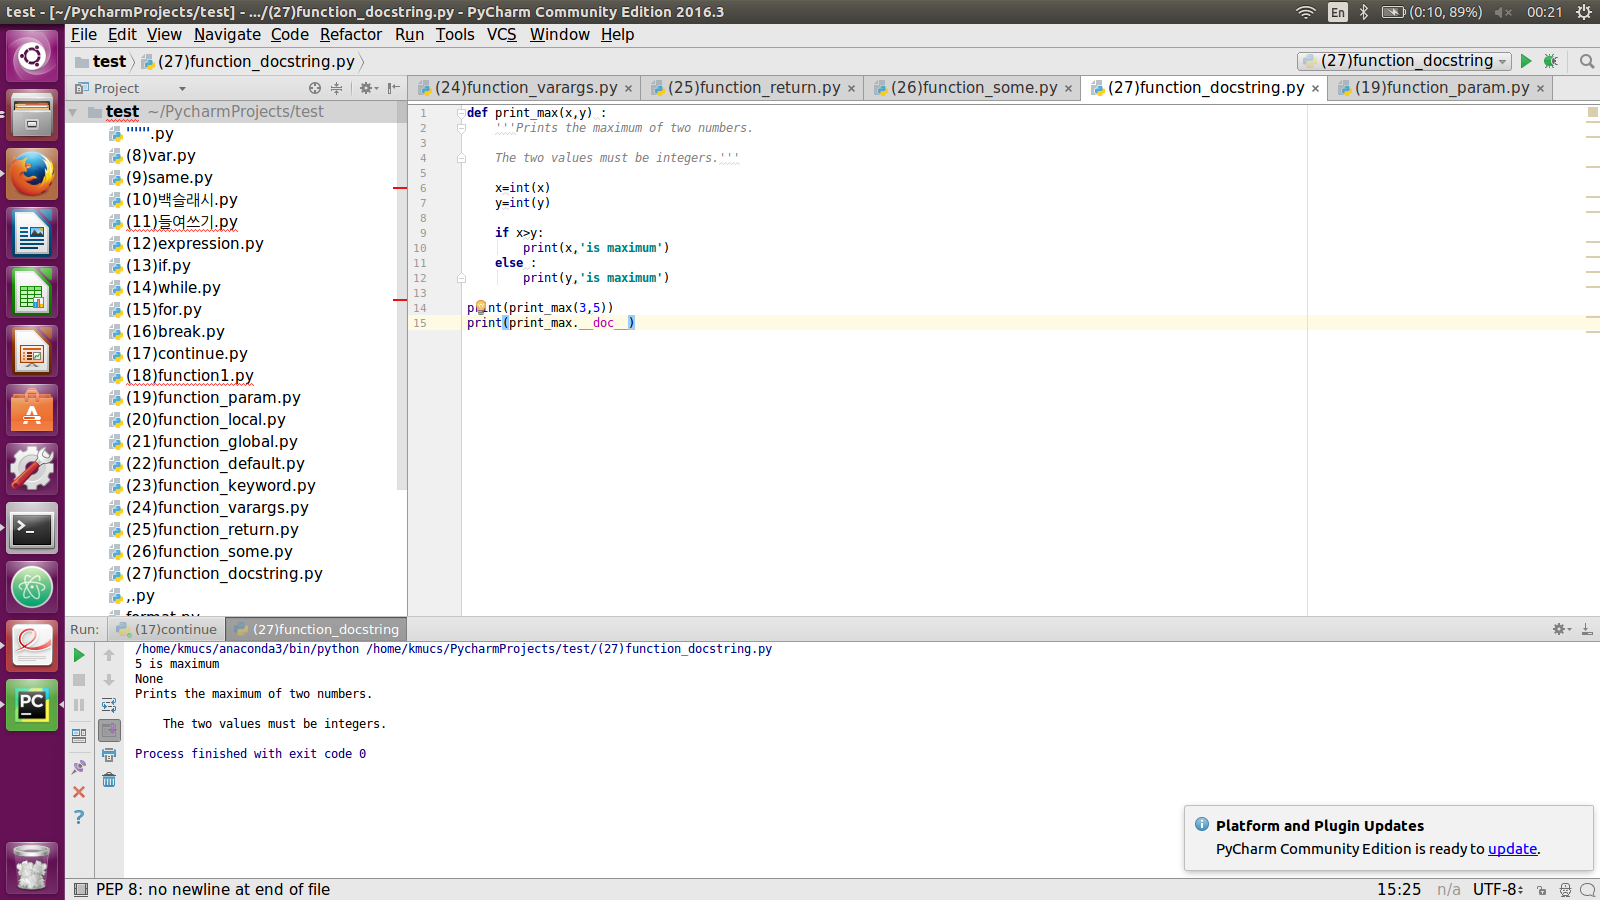 test - [~/PycharmProjects/test] - .../(27)function_docstring.py - PyCharm Community Edition 2016.3
En
(0:10, 89%)
00:21
File Edit View Navigate Code Refactor Run Tools VCS Window Help
test
(27)function_docstring.py
(27)function_docstring
Project
(24)function_varargs.py
(25)function_return.py
(26)function_some.py
(27)function_docstring.py
(19)function_param.py
test ~/PycharmProjects/test
(8)var.py
(9)same.py
(10)백슬래시.py
(11)들여쓰기.py
(12)expression.py
(13)if.py
(14)while.py
(15)for.py
(16)break.py
(17)continue.py
(18)function1.py
(19)function_param.py
(20)function_local.py
(21)function_global.py
(22)function_default.py
(23)function_keyword.py
(24)function_varargs.py
(25)function_return.py
(26)function_some.py
(27)function_docstring.py
,.py
format.py
1 def print_max(x,y) :
2 '''Prints the maximum of two numbers.
3
4 The two values must be integers.'''
5
6 x=int(x)
7 y=int(y)
8
9 if x>y:
10 print(x,'is maximum')
11 else :
12 print(y,'is maximum')
13
14 print(print_max(3,5))
15 print(print_max.__doc__)
Run:
(17)continue
(27)function_docstring
/home/kmucs/anaconda3/bin/python /home/kmucs/PycharmProjects/test/(27)function_docstring.py
5 is maximum
None
Prints the maximum of two numbers.
The two values must be integers.
Process finished with exit code 0
PC
Platform and Plugin Updates
PyCharm Community Edition is ready to update.
PEP 8: no newline at end of file
15:25
n/a
UTF-8